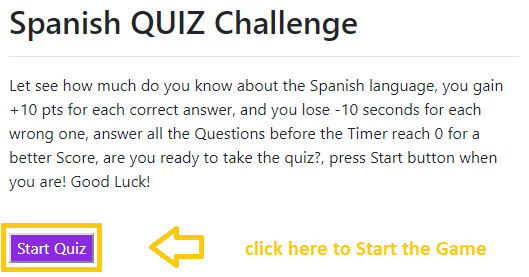 Spanish QUIZ Challenge
Let see how much do you know about the Spanish language, you gain
+10 pts for each correct answer, and you lose -10 seconds for each
wrong one, answer all the Questions before the Timer reach 0 for a
better Score, are you ready to take the quiz?, press Start button when
you are! Good Luck!
Start Quiz
click here to Start the Game